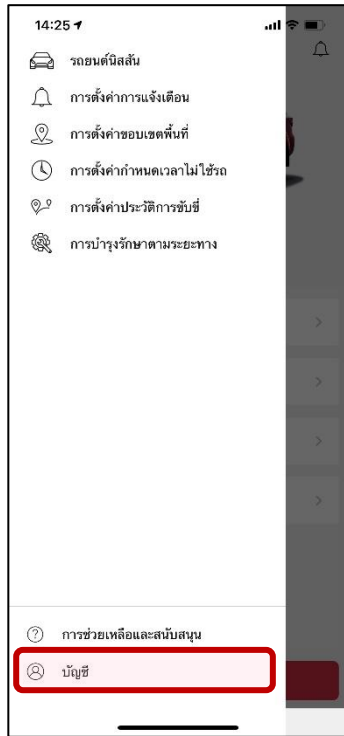 14:25
รถยนต์นิสสัน
การตั้งค่าการแจ้งเตือน
การตั้งค่าขอบเขตพื้นที่
การตั้งค่ากำหนดเวลาไม่ใช้รถ
การตั้งค่าประวัติการขับขี่
การบำรุงรักษาตามระยะทาง
การช่วยเหลือและสนับสนุน
บัญชี